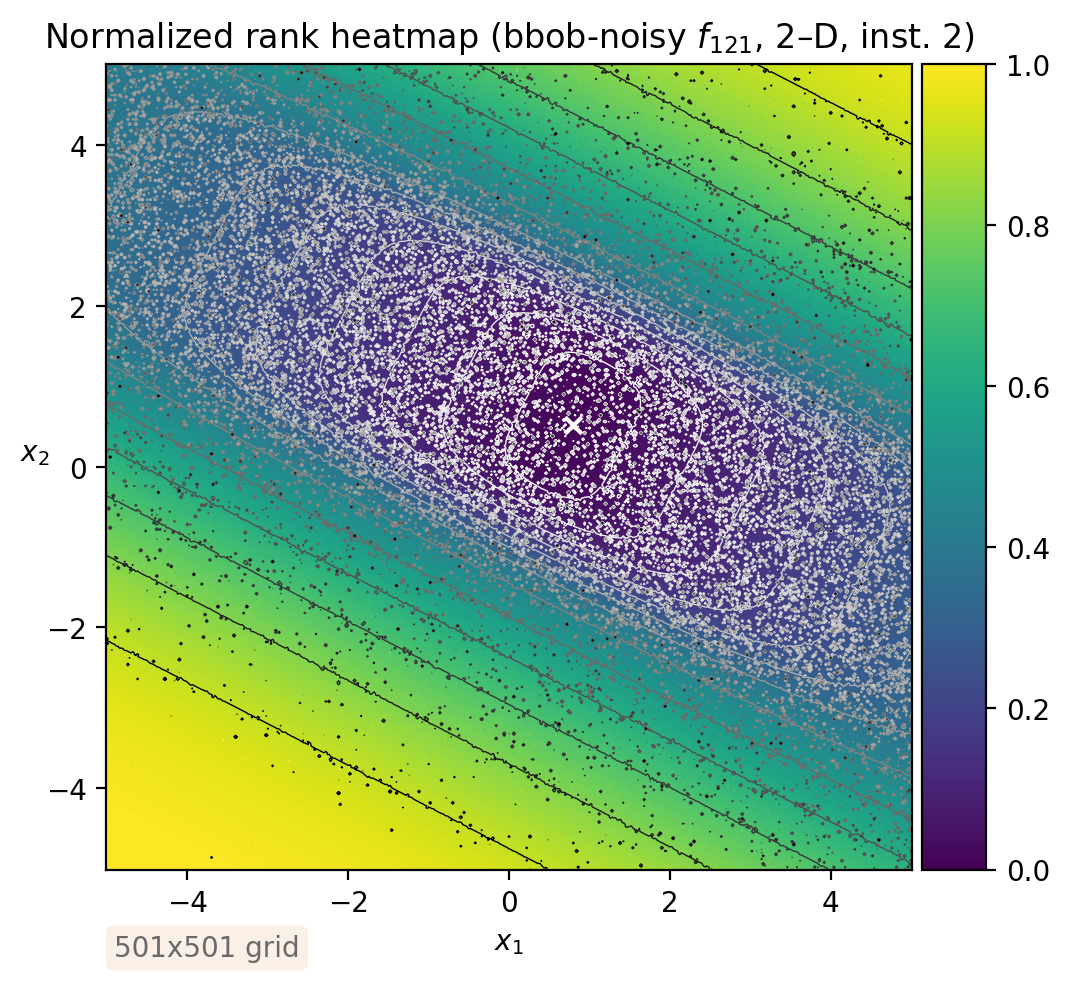 Normalized rank heatmap (bbob-noisy f₁₂₁, 2–D, inst. 2)
1.0
0.8
0.6
0.4
0.2
0.0
4
2
0
−2
−4
x₂
−4 −2 0 2 4
x₁
501x501 grid